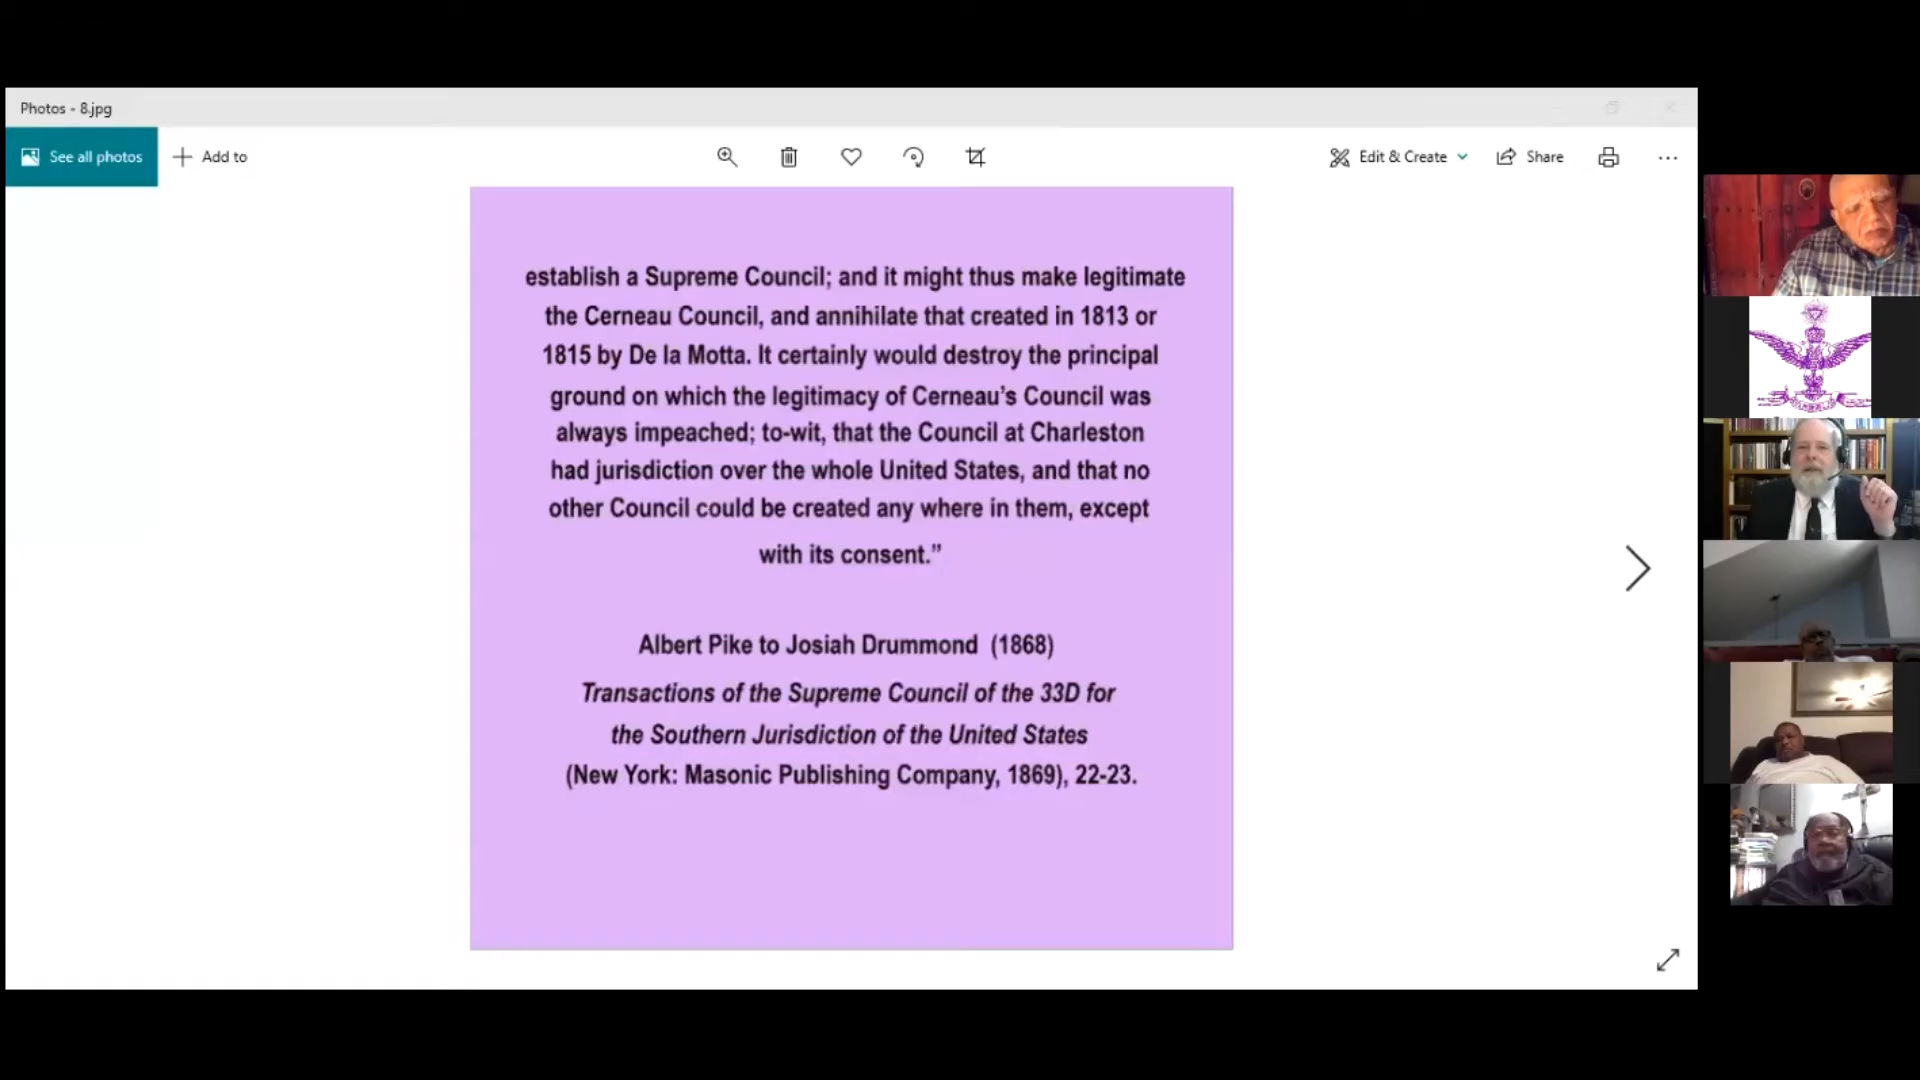 Photos - 8.jpg
See all photos
Add to
Edit & Create
Share
establish a Supreme Council; and it might thus make legitimate
the Cerneau Council, and annihilate that created in 1813 or
1815 by De la Motta. It certainly would destroy the principal
ground on which the legitimacy of Cerneau's Council was
always impeached; to-wit, that the Council at Charleston
had jurisdiction over the whole United States, and that no
other Council could be created any where in them, except
with its consent.”
Albert Pike to Josiah Drummond (1868)
Transactions of the Supreme Council of the 33D for
the Southern Jurisdiction of the United States
(New York: Masonic Publishing Company, 1869), 22-23.